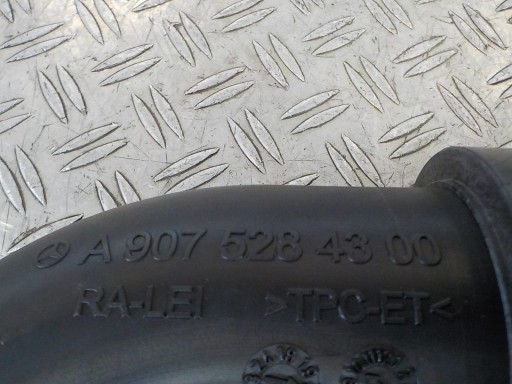 A 907 528 43 00
RA-LEI >TPC-ET<